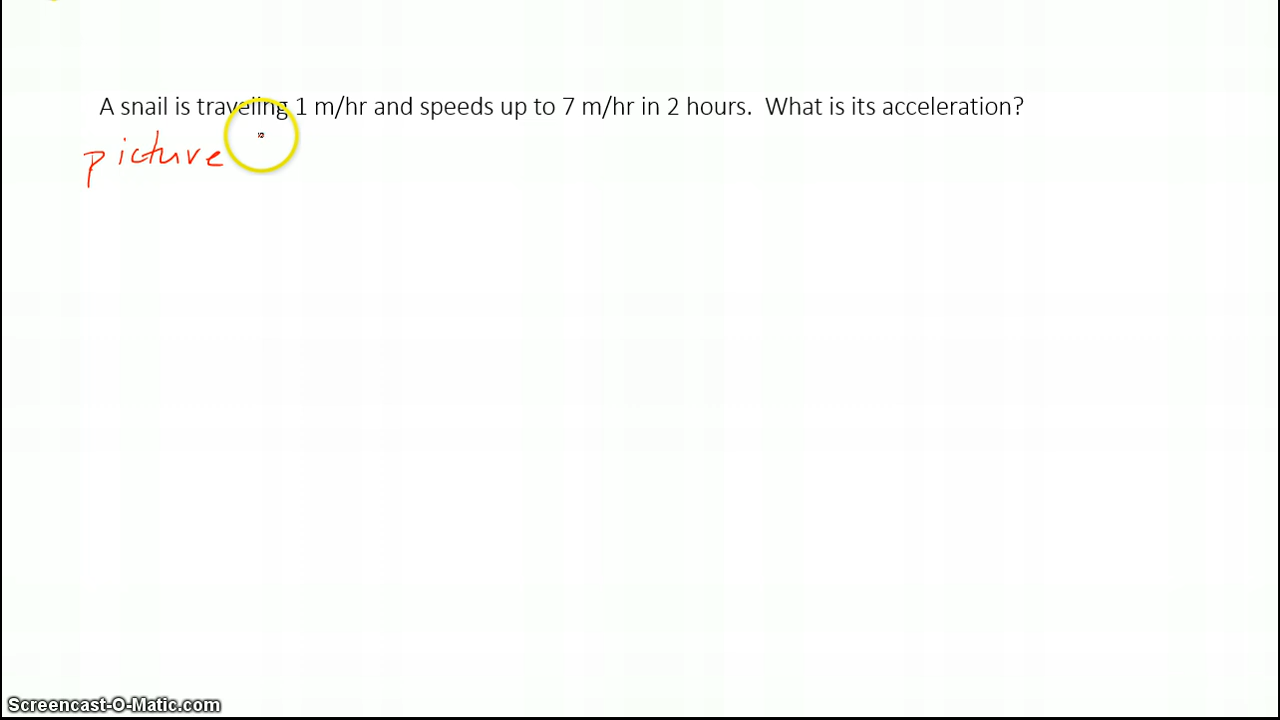 A snail is traveling 1 m/hr and speeds up to 7 m/hr in 2 hours.  What is its acceleration?
picture
Screencast-O-Matic.com